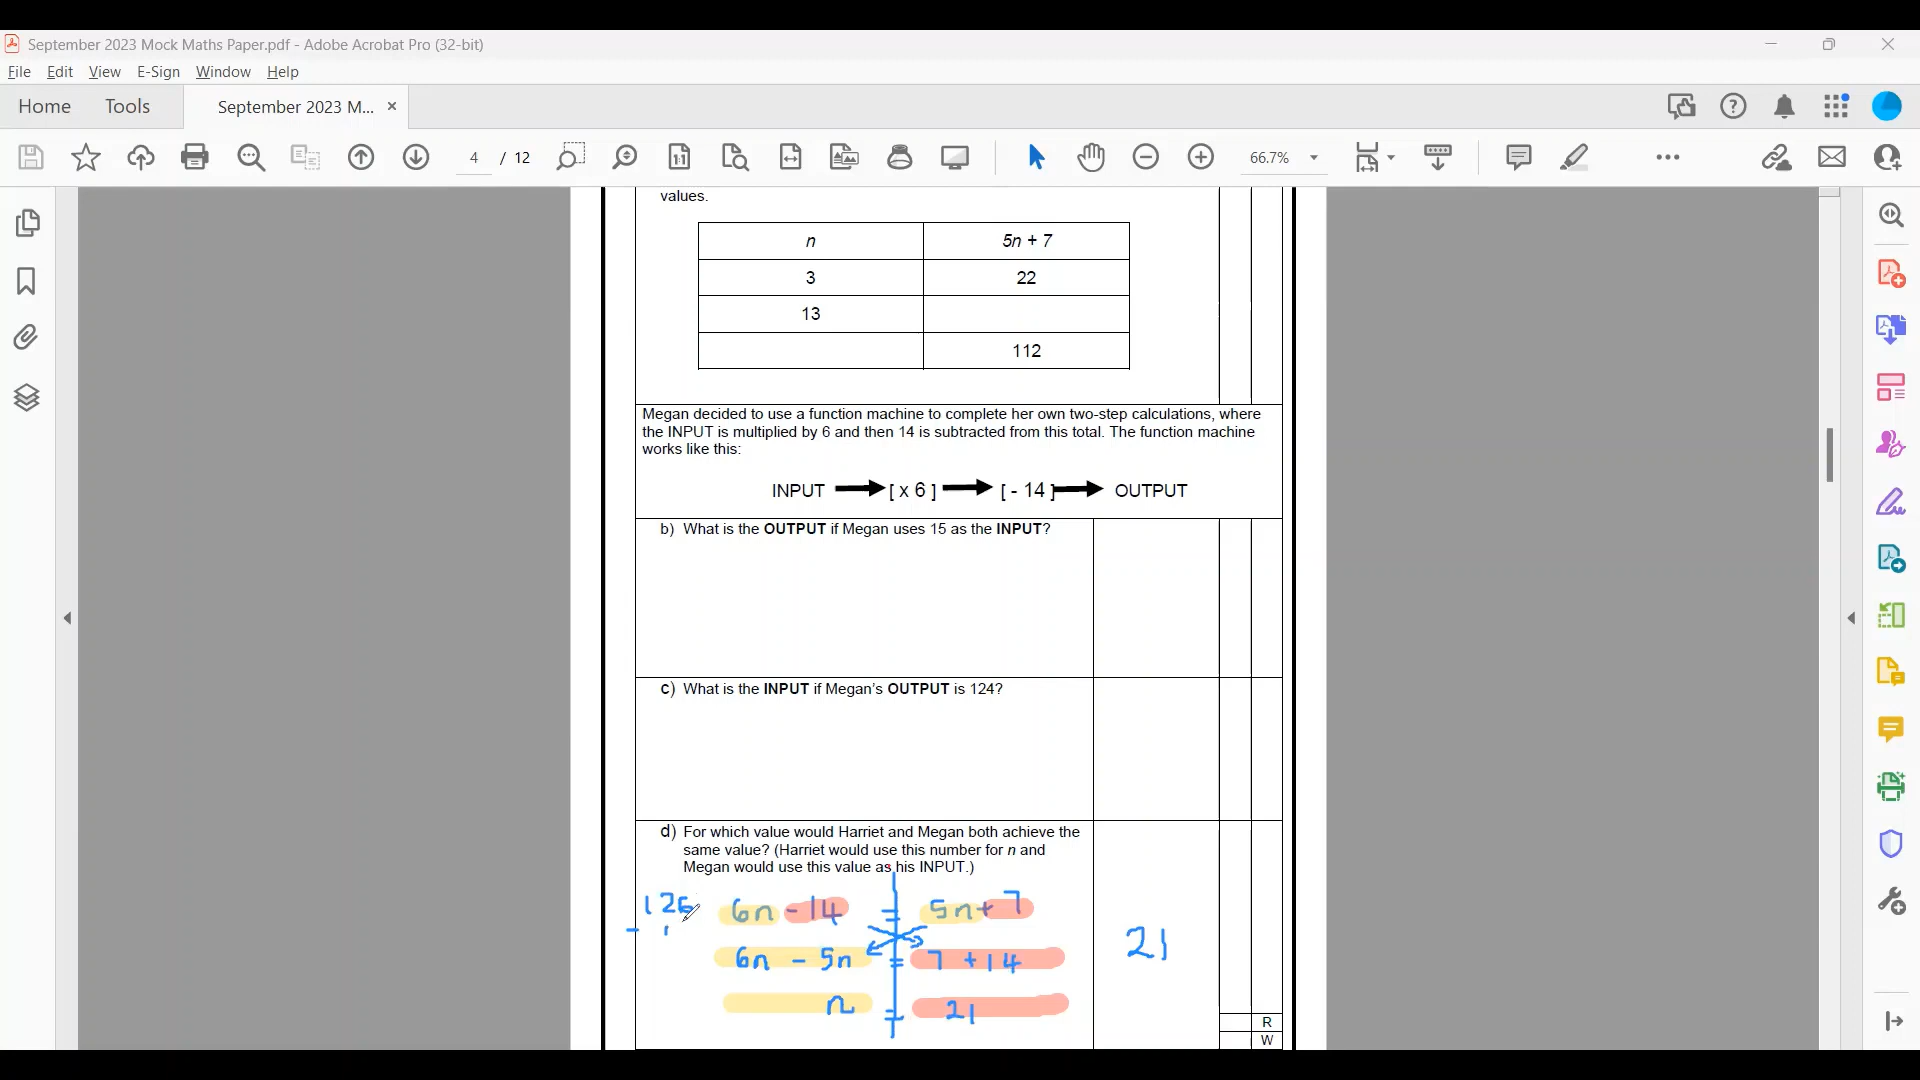 September 2023 Mock Maths Paper.pdf - Adobe Acrobat Pro (32-bit)
File Edit View E-Sign Window Help
Home Tools September 2023 M... ×
4 / 12 66.7%
values.
n 5n + 7
3 22
13
112
Megan decided to use a function machine to complete her own two-step calculations, where
the INPUT is multiplied by 6 and then 14 is subtracted from this total. The function machine
works like this:
INPUT [ x 6 ] [ - 14 ] OUTPUT
b) What is the OUTPUT if Megan uses 15 as the INPUT?
c) What is the INPUT if Megan's OUTPUT is 124?
d) For which value would Harriet and Megan both achieve the
same value? (Harriet would use this number for n and
Megan would use this value as his INPUT.)
126 6n - 14 = 5n + 7
- 1
6n - 5n = 7 + 14
21
n = 21
R
W